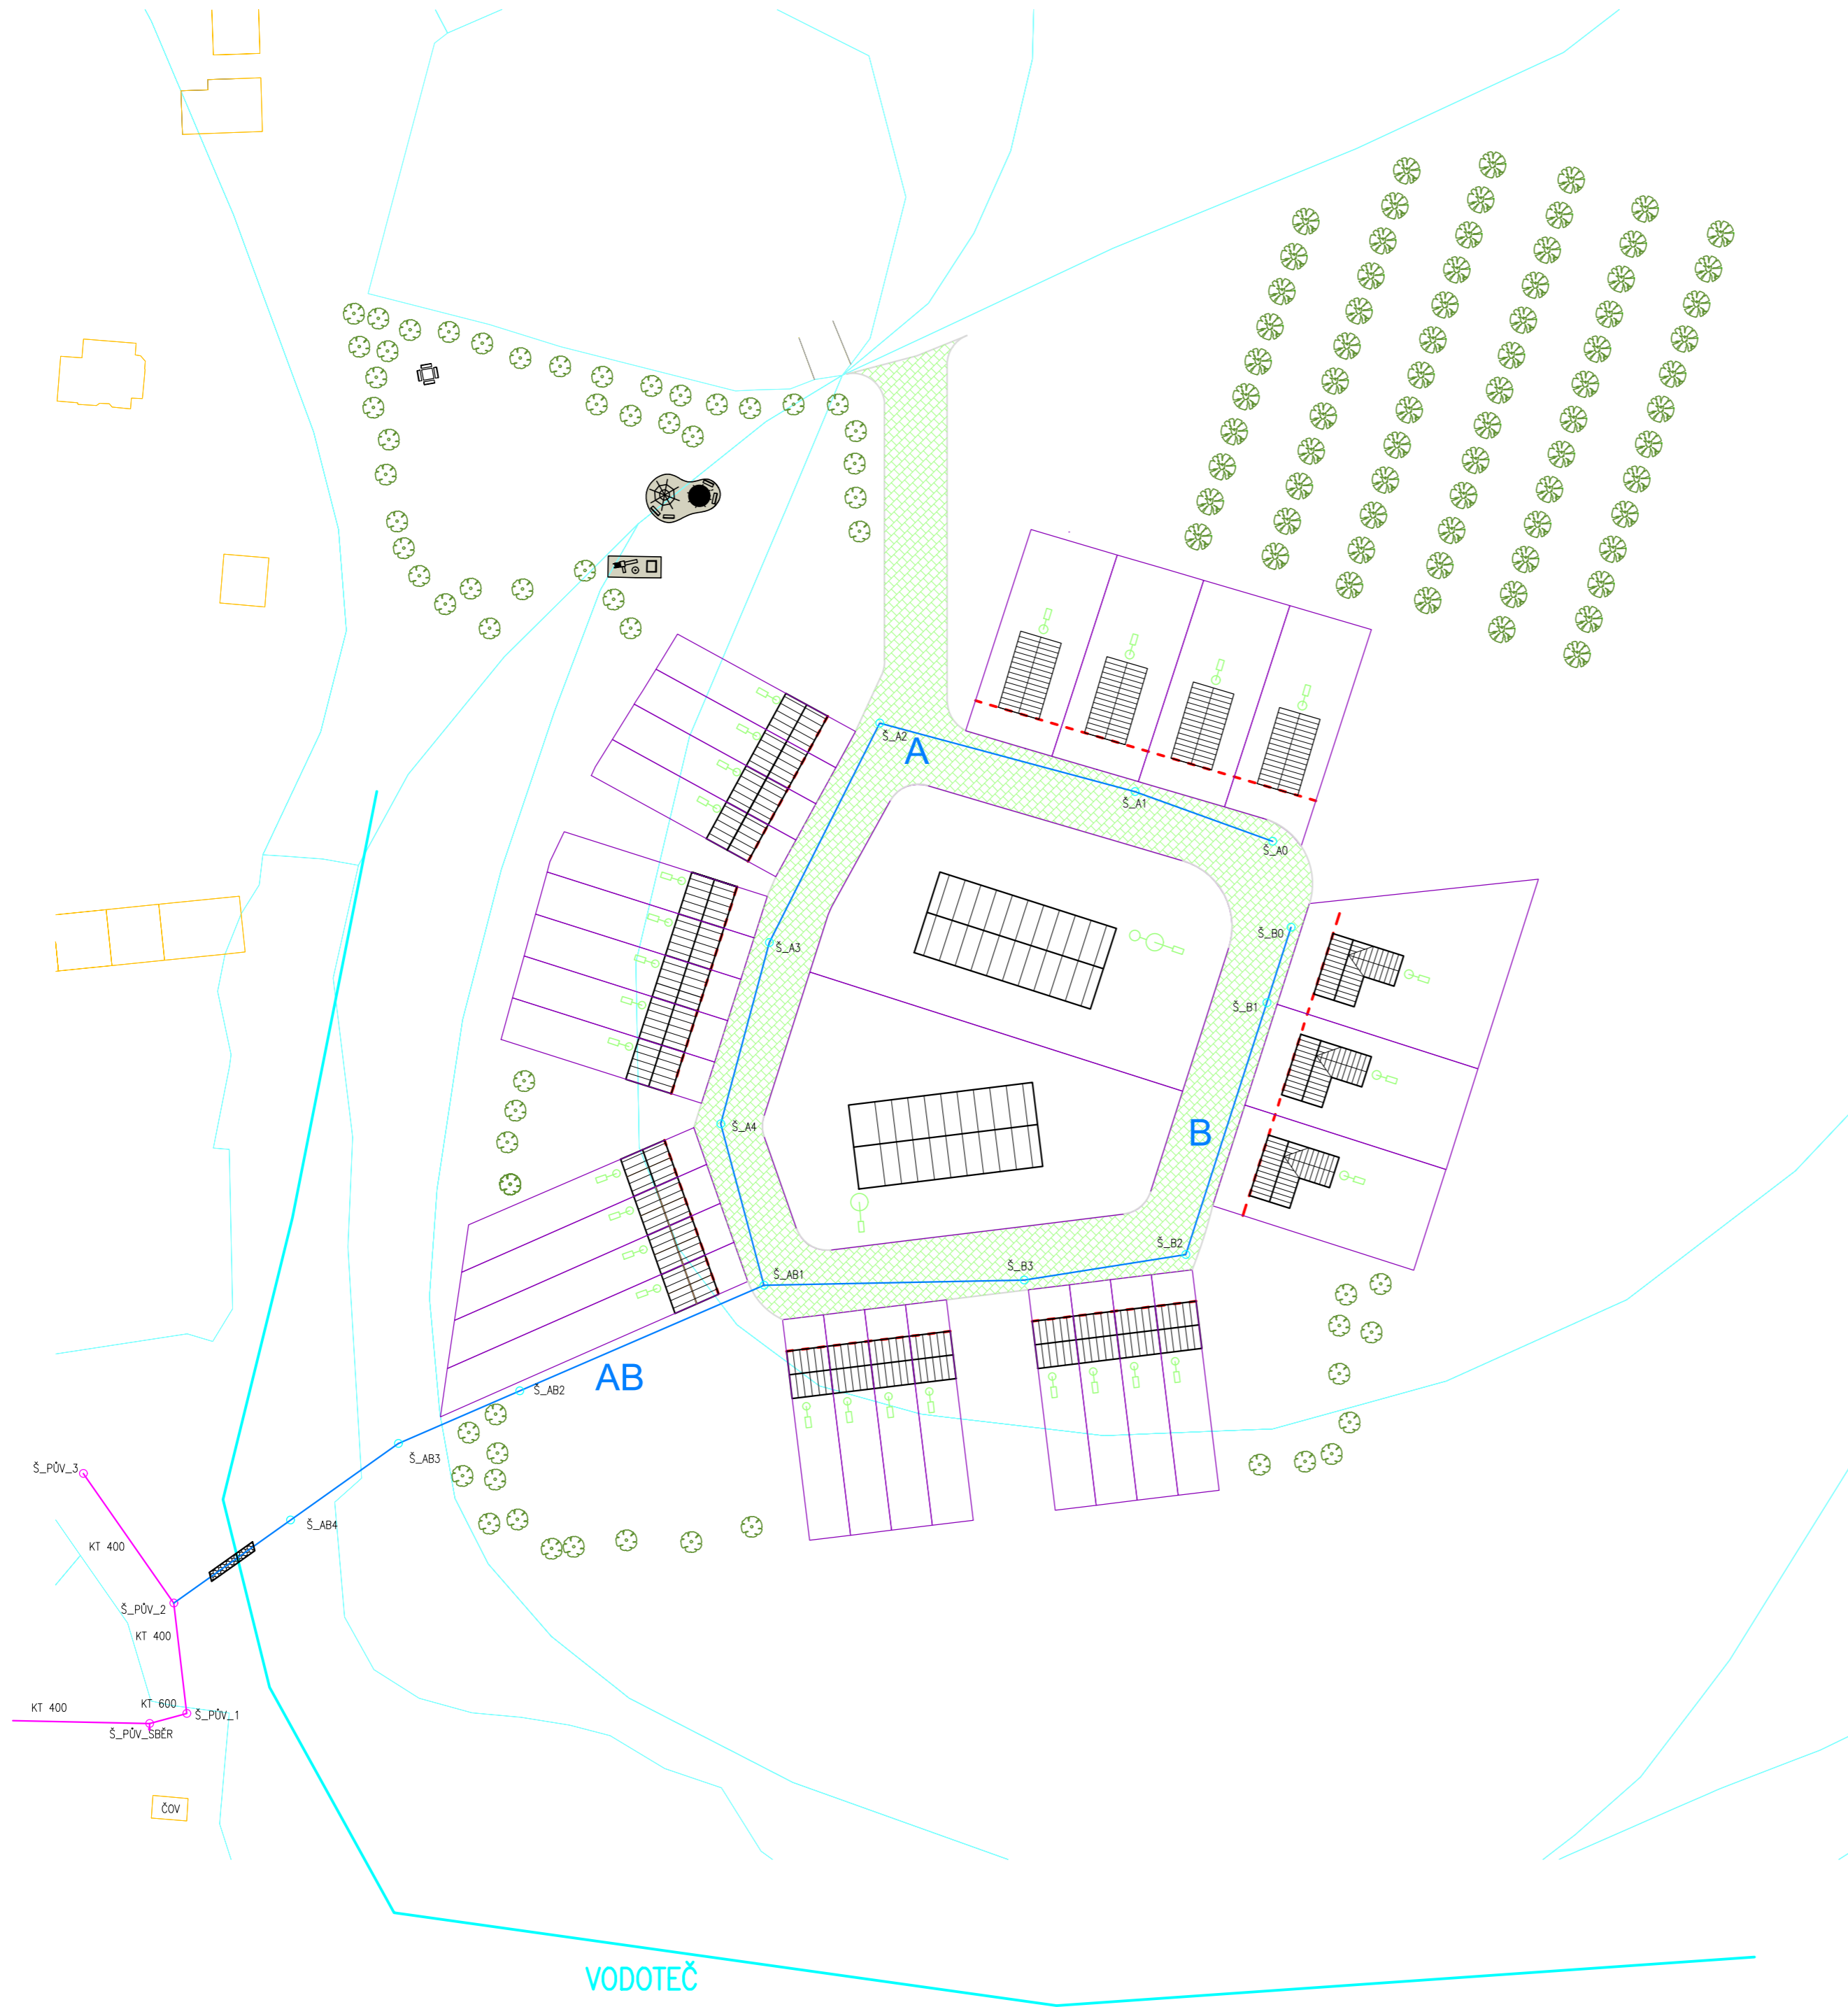 Š_A2
A
Š_A1
Š_A0
Š_B0
Š_A3
Š_B1
Š_A4
B
Š_B2
Š_B3
Š_AB1
AB
Š_AB2
Š_AB3
Š_PŮV_3
Š_AB4
KT 400
Š_PŮV_2
KT 400
KT 600
KT 400
Š_PŮV_1
Š_PŮV_SBĚR
ČOV
VODOTEČ